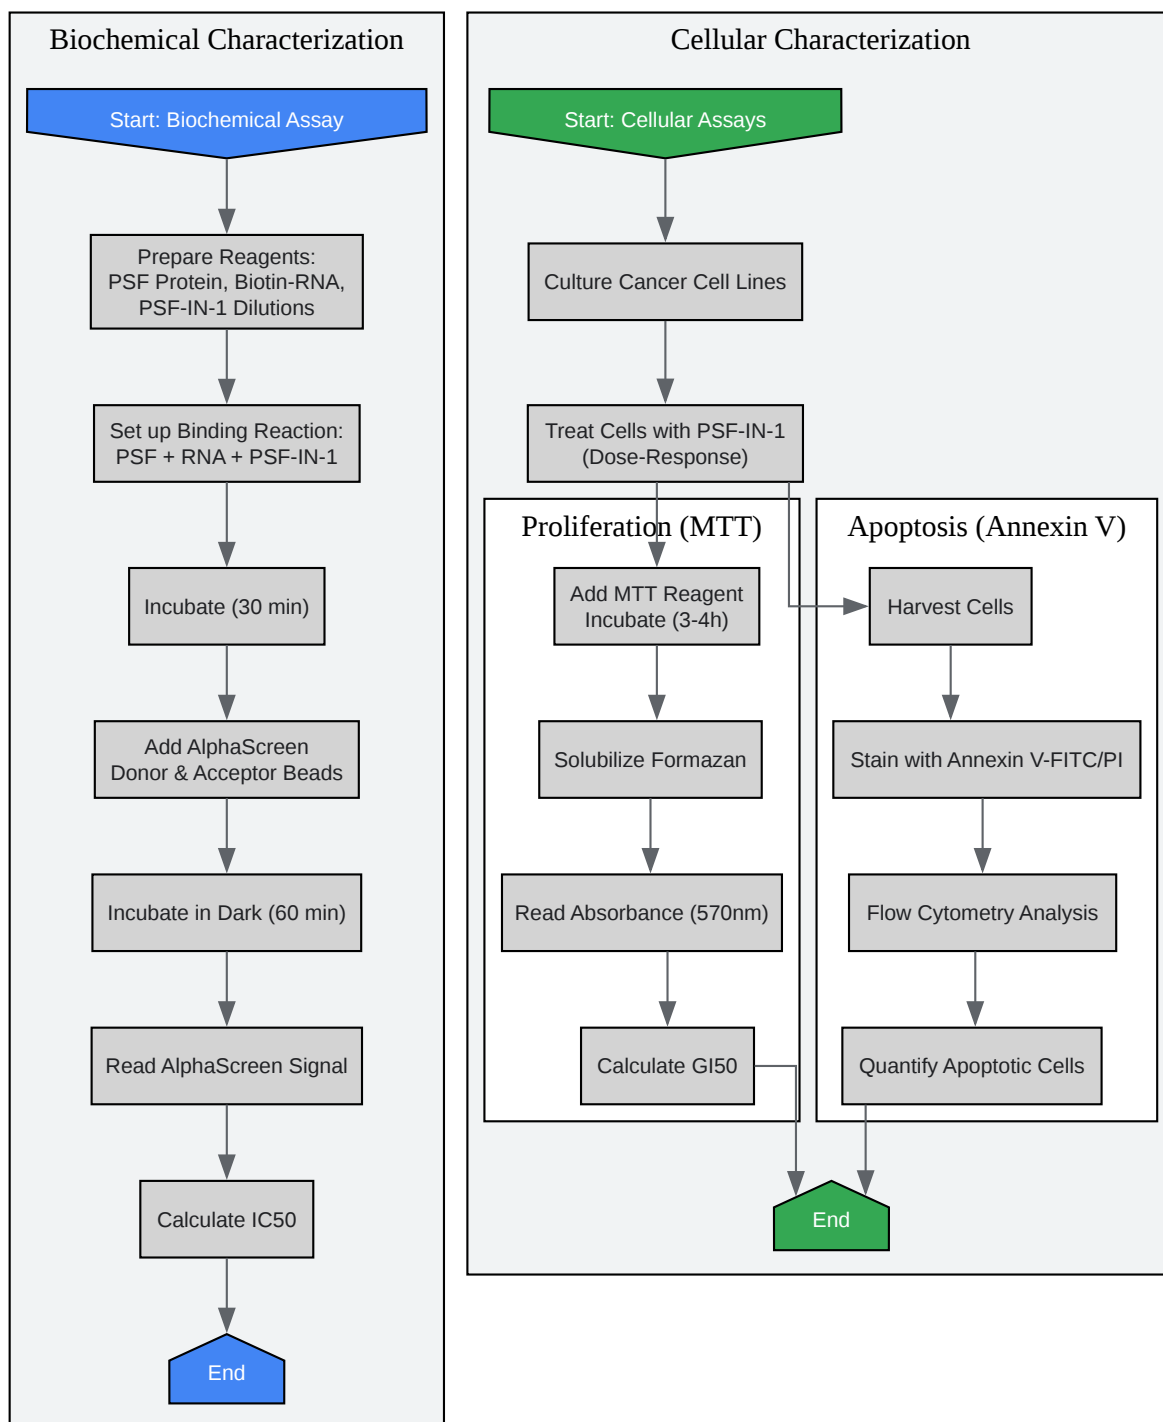 Biochemical Characterization
Start: Biochemical Assay
Prepare Reagents:
PSF Protein, Biotin-RNA,
PSF-IN-1 Dilutions
Set up Binding Reaction:
PSF + RNA + PSF-IN-1
Incubate (30 min)
Add AlphaScreen
Donor & Acceptor Beads
Incubate in Dark (60 min)
Read AlphaScreen Signal
Calculate IC50
End
Cellular Characterization
Start: Cellular Assays
Culture Cancer Cell Lines
Treat Cells with PSF-IN-1
(Dose-Response)
Proliferation (MTT)
Add MTT Reagent
Incubate (3-4h)
Solubilize Formazan
Read Absorbance (570nm)
Calculate GI50
Apoptosis (Annexin V)
Harvest Cells
Stain with Annexin V-FITC/PI
Flow Cytometry Analysis
Quantify Apoptotic Cells
End